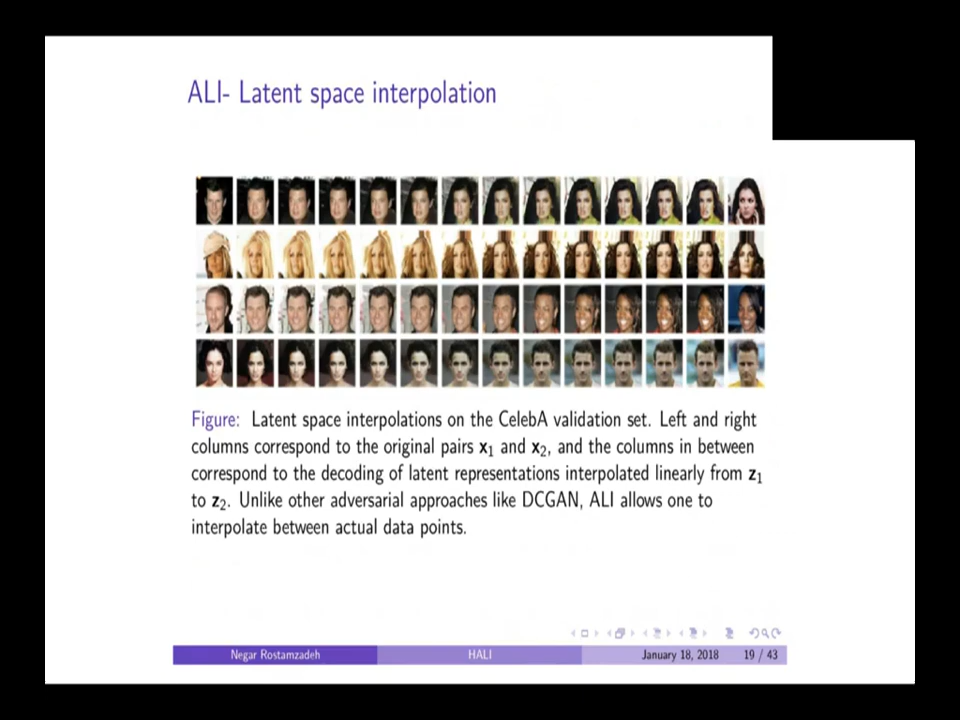 ALI- Latent space interpolation
Figure: Latent space interpolations on the CelebA validation set. Left and right
columns correspond to the original pairs x₁ and x₂, and the columns in between
correspond to the decoding of latent representations interpolated linearly from z₁
to z₂. Unlike other adversarial approaches like DCGAN, ALI allows one to
interpolate between actual data points.
Negar Rostamzadeh HALI January 18, 2018 19 / 43